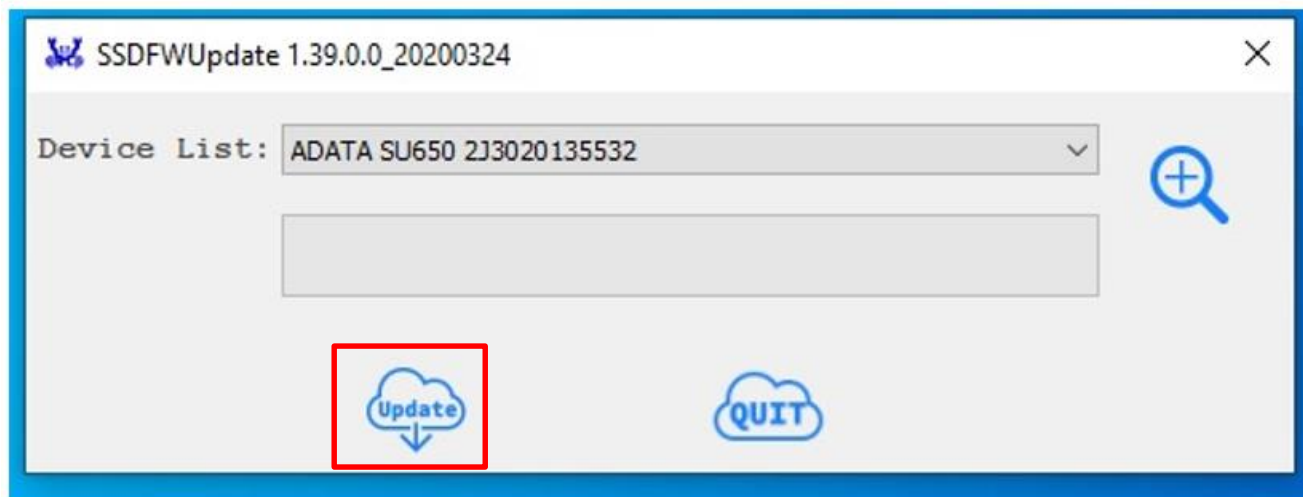 SSDFWUpdate 1.39.0.0_20200324
Device List: ADATA SU650 2J3020135532
Update
QUIT